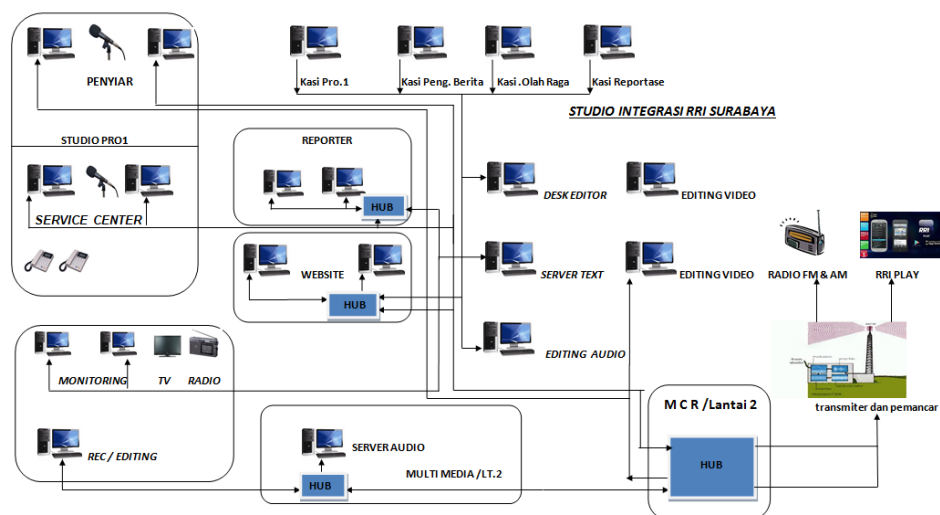 PENYIAR
STUDIO PRO1
SERVICE CENTER
Kasi Pro.1
Kasi Peng. Berita
Kasi .Olah Raga
Kasi Reportase
STUDIO INTEGRASI RRI SURABAYA
REPORTER
HUB
WEBSITE
HUB
DESK EDITOR
EDITING VIDEO
SERVER TEXT
EDITING VIDEO
EDITING AUDIO
RADIO FM & AM
RRI
RRI PLAY
transmiter dan pemancar
MONITORING
TV
RADIO
REC / EDITING
SERVER AUDIO
HUB
MULTI MEDIA /LT.2
M C R /Lantai 2
HUB